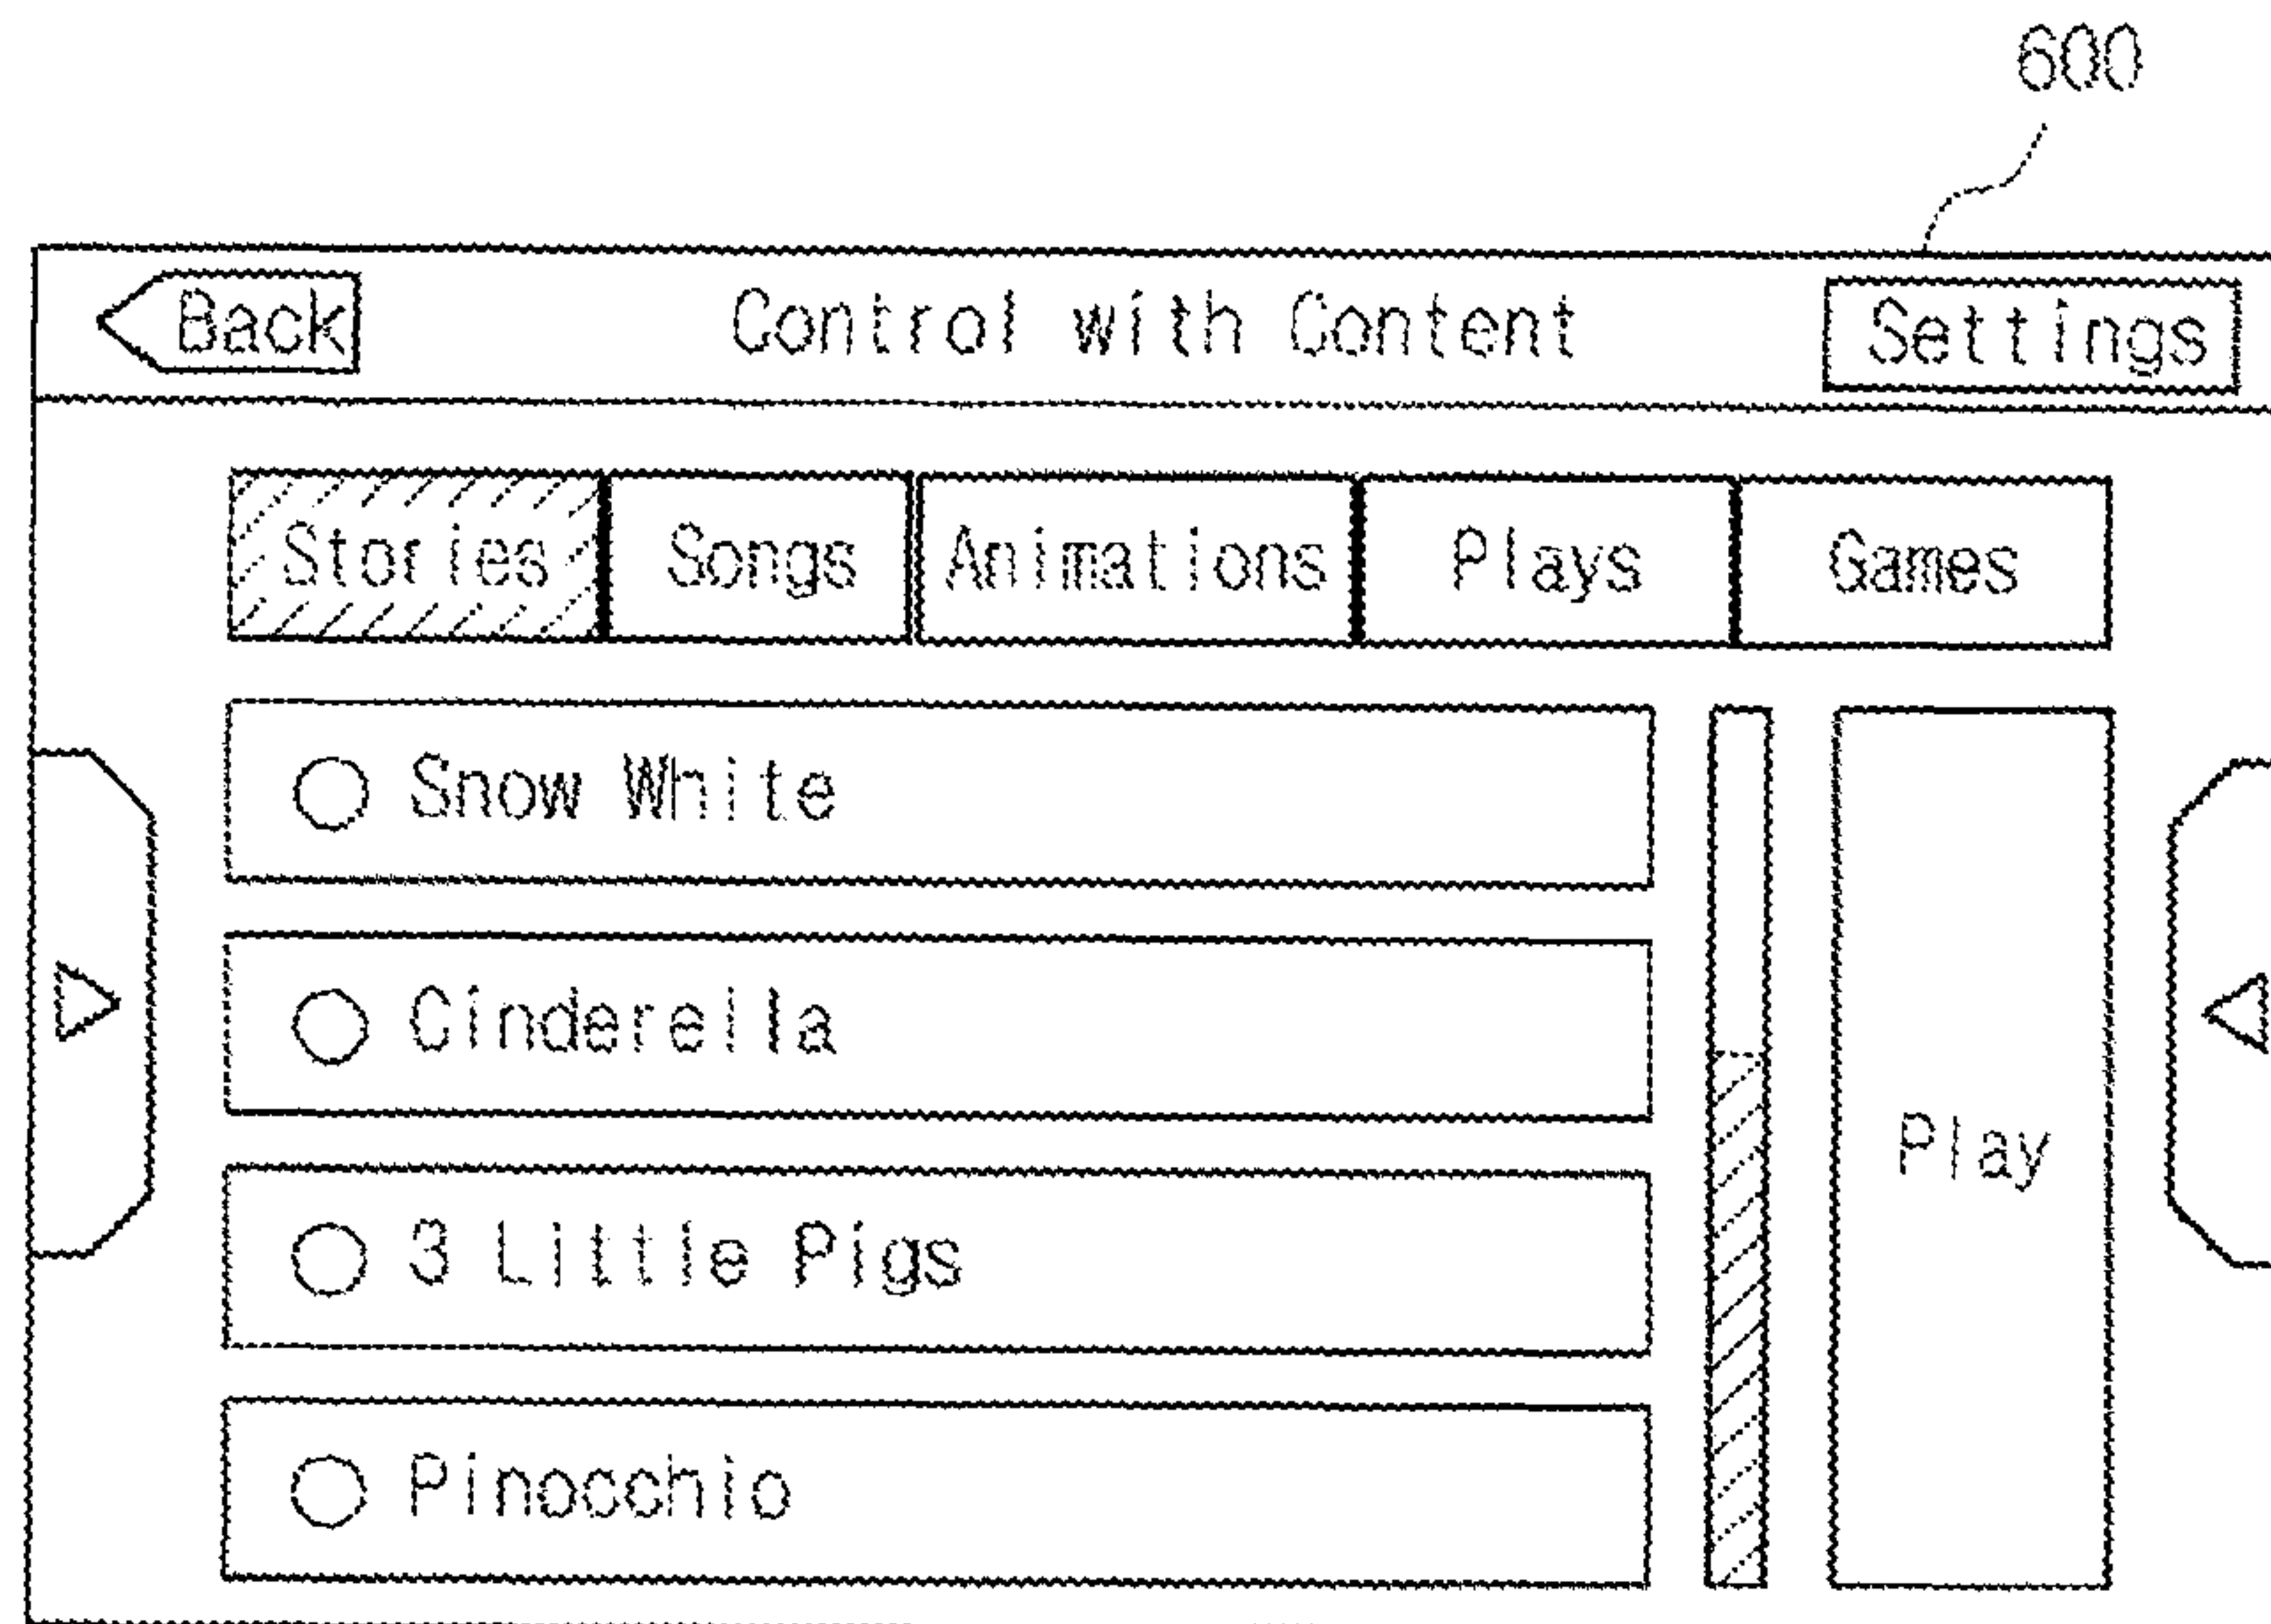 600
Back Control with Content Settings
Stories Songs Animations Plays Games
Snow White
Cinderella
3 Little Pigs
Pinocchio
Play